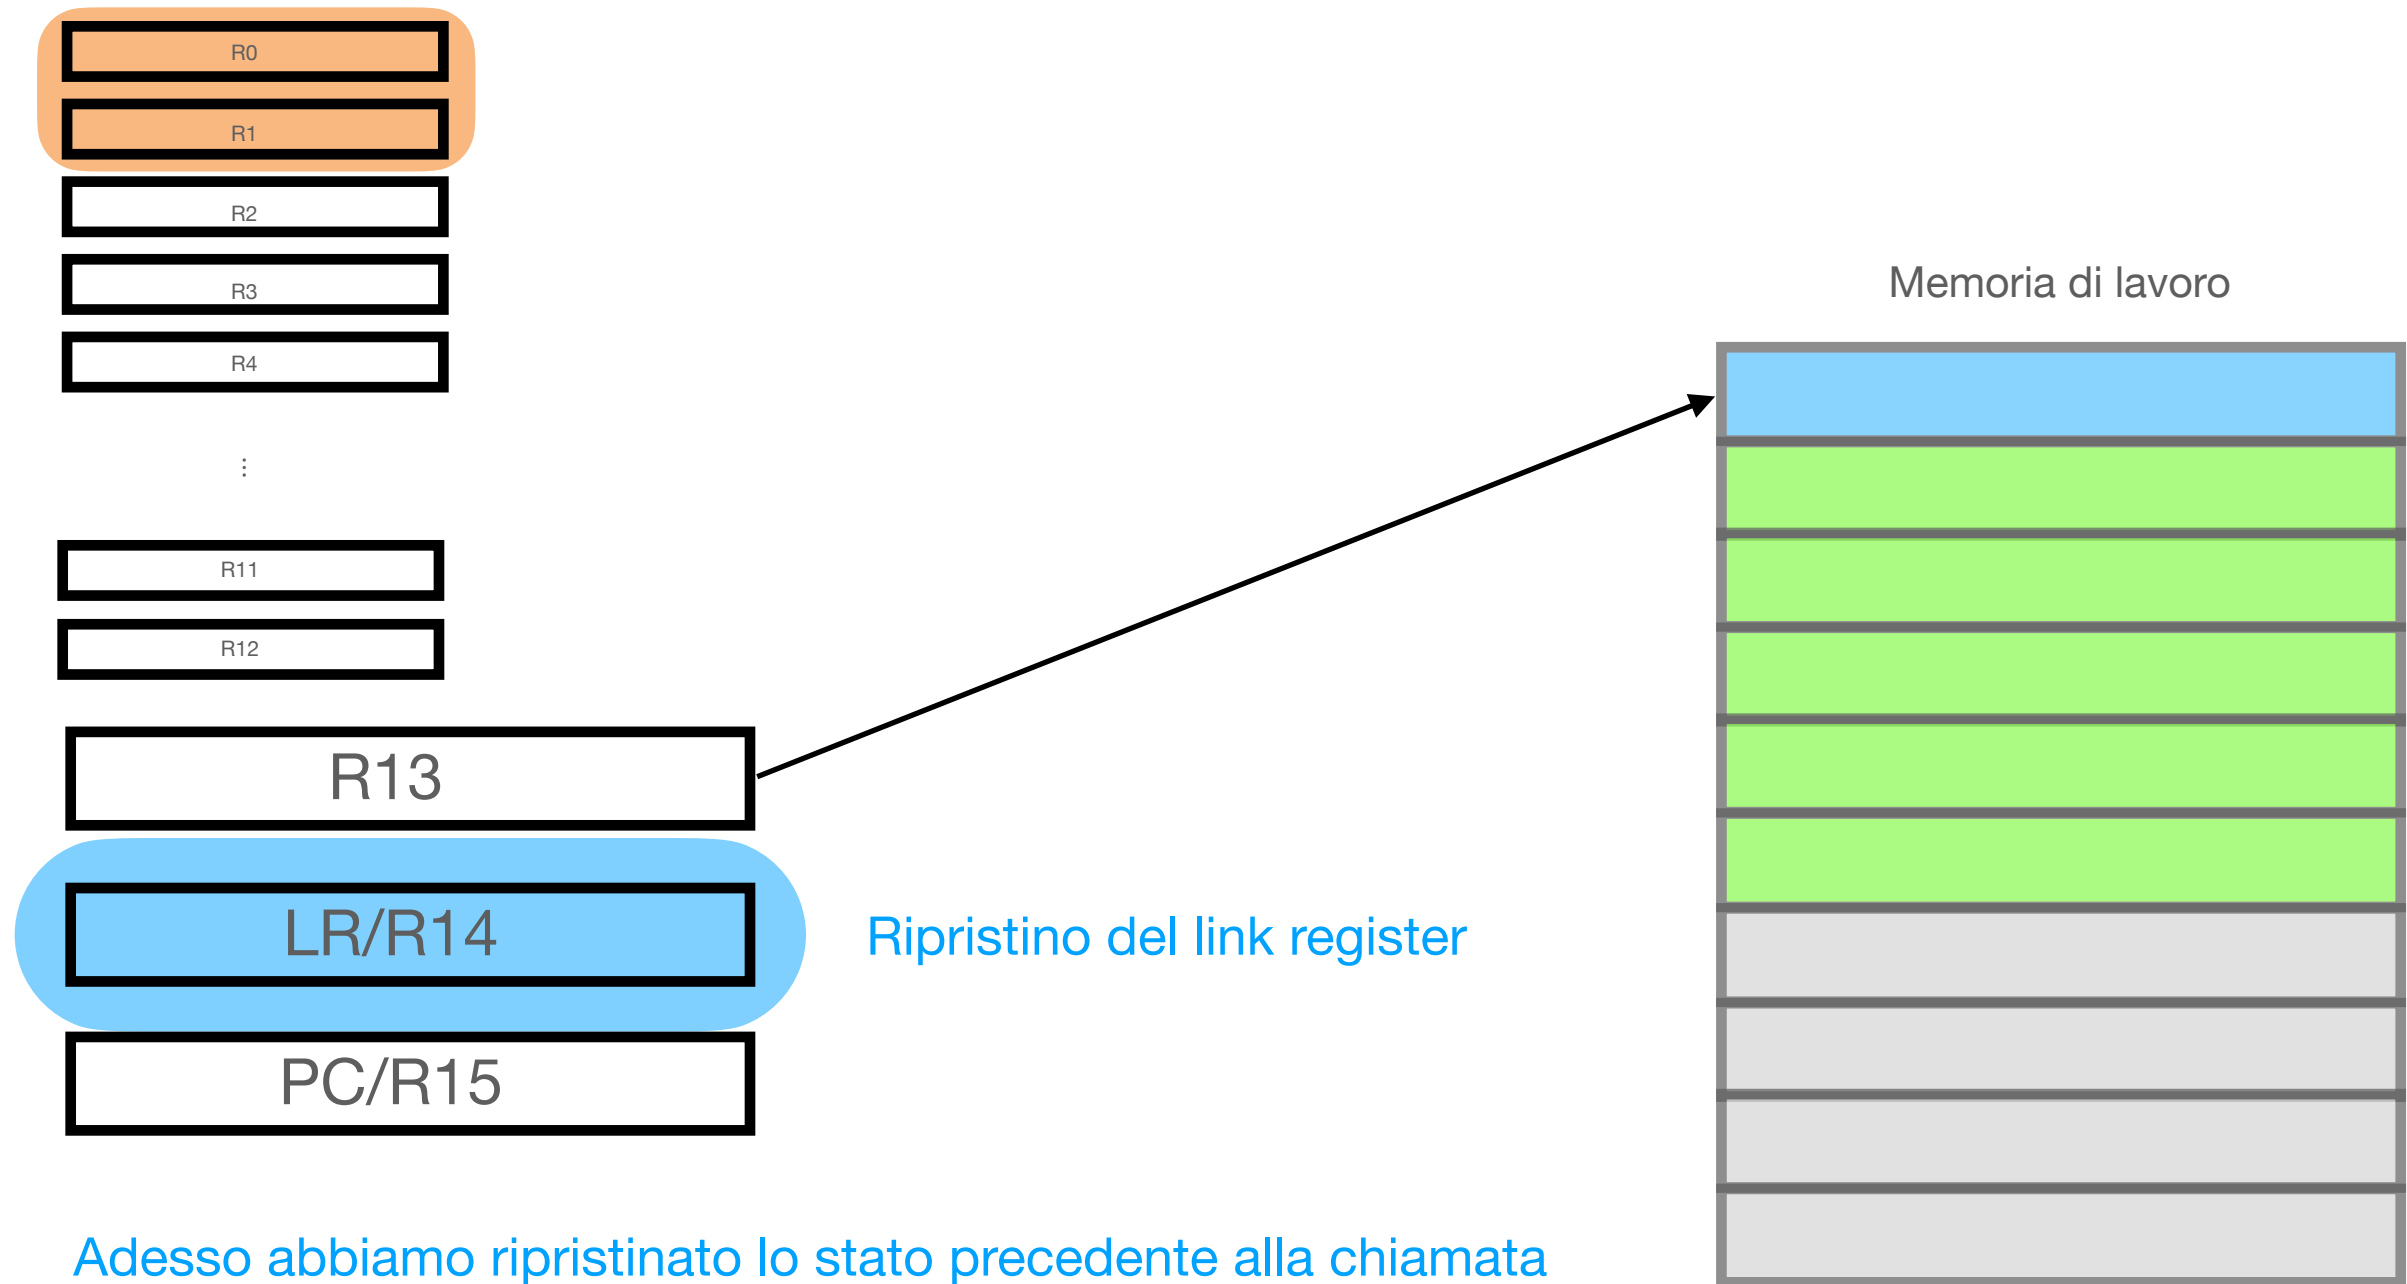 R0
R1
R2
R3
R4
⋮
R11
R12
R13
LR/R14
PC/R15
Memoria di lavoro
Ripristino del link register
Adesso abbiamo ripristinato lo stato precedente alla chiamata